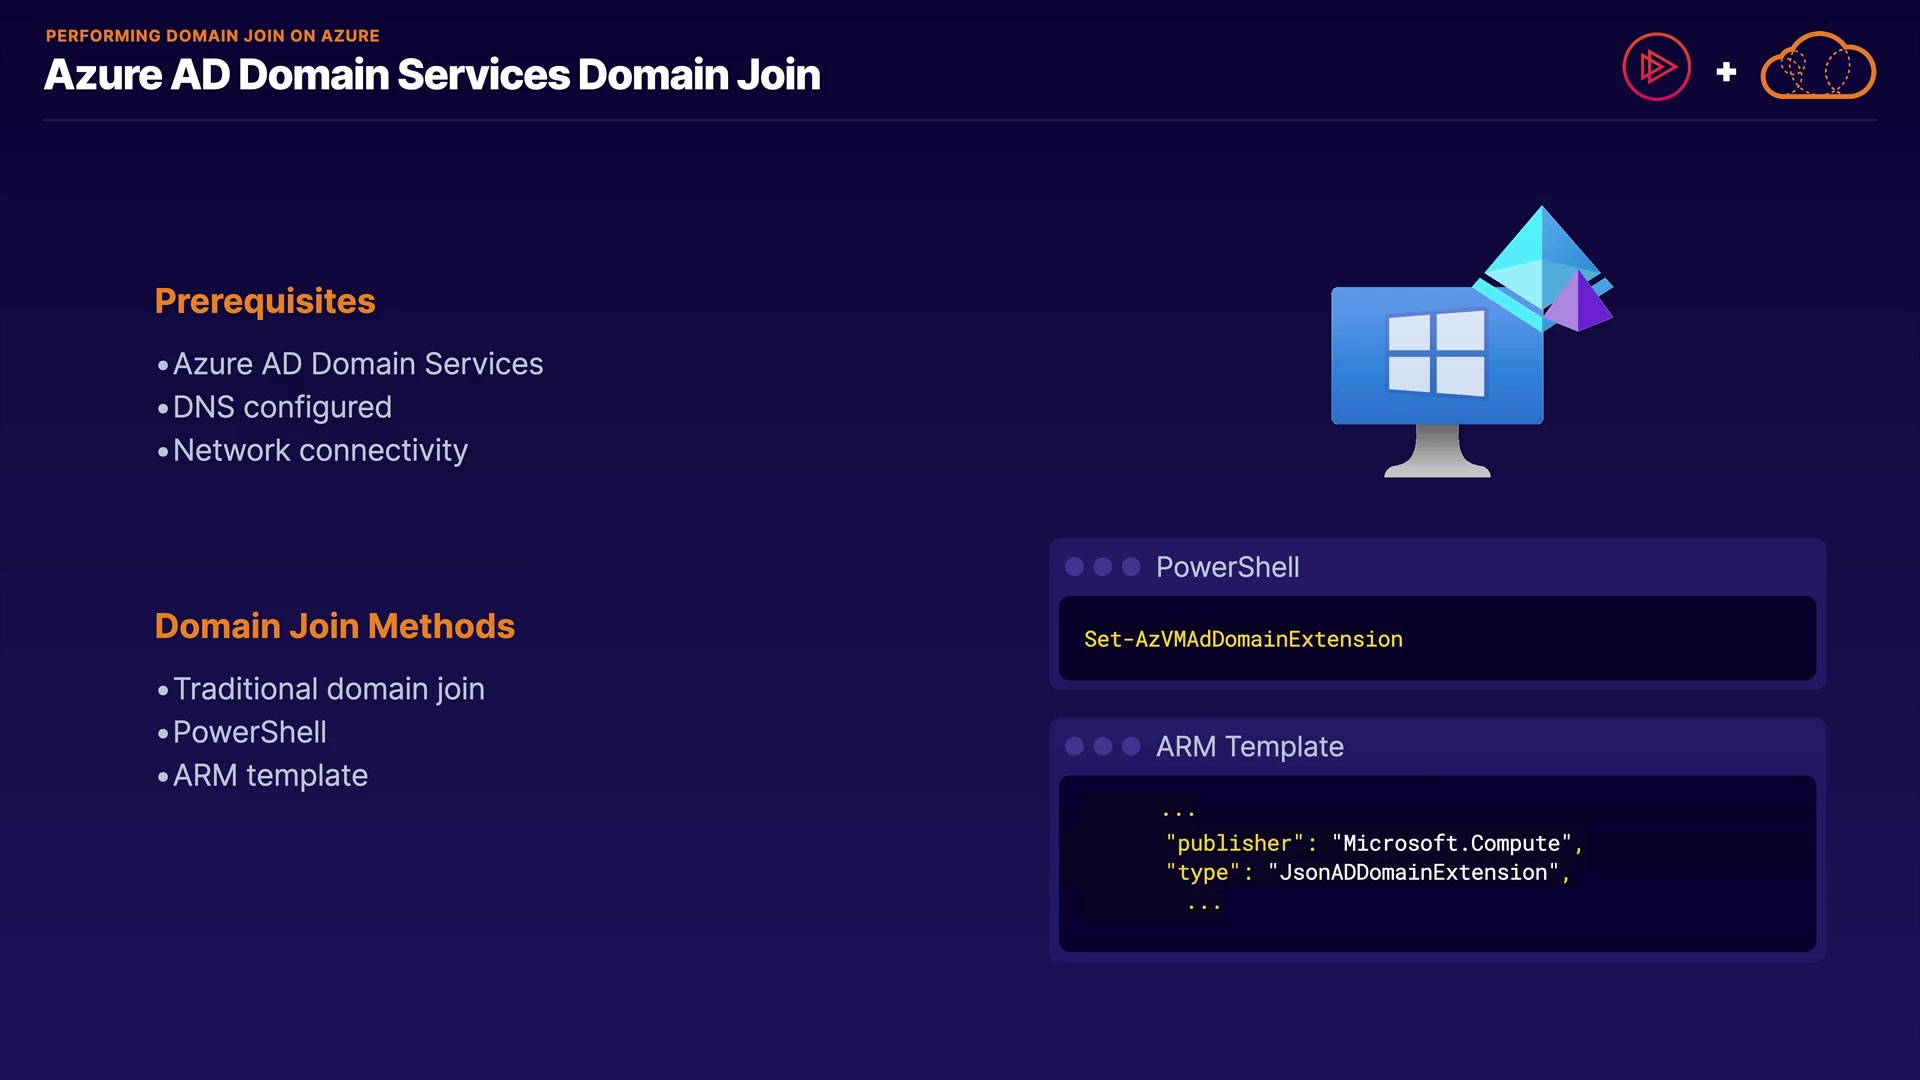 PERFORMING DOMAIN JOIN ON AZURE
Azure AD Domain Services Domain Join
Prerequisites
•Azure AD Domain Services
•DNS configured
•Network connectivity
Domain Join Methods
•Traditional domain join
•PowerShell
•ARM template
PowerShell
Set-AzVMAdDomainExtension
ARM Template
...
"publisher": "Microsoft.Compute",
"type": "JsonADDomainExtension",
...